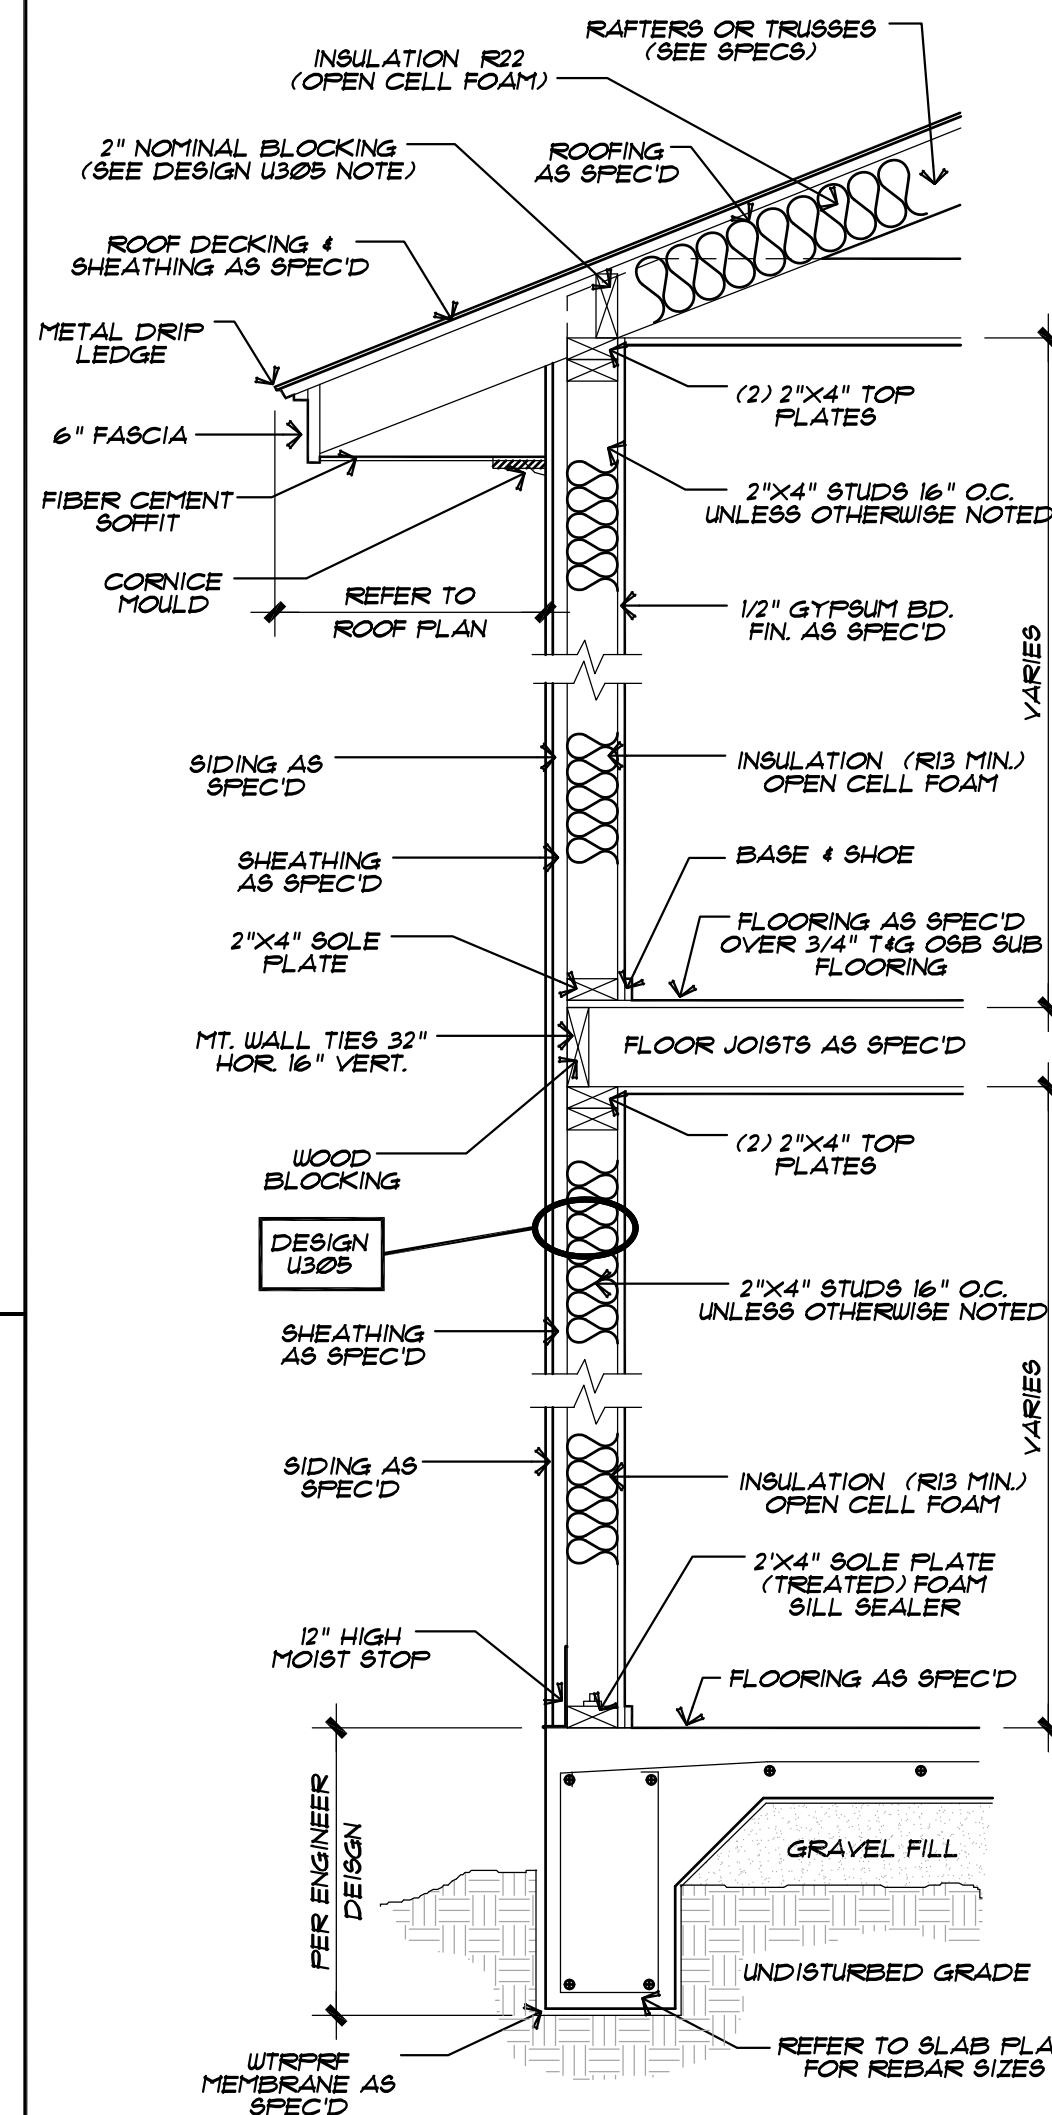 RAFTERS OR TRUSSES
(SEE SPECS)
INSULATION R22
(OPEN CELL FOAM)
2" NOMINAL BLOCKING
(SEE DESIGN U305 NOTE)
ROOFING
AS SPEC'D
ROOF DECKING &
SHEATHING AS SPEC'D
METAL DRIP
LEDGE
(2) 2"X4" TOP
PLATES
6" FASCIA
2"X4" STUDS 16" O.C.
UNLESS OTHERWISE NOTED
FIBER CEMENT
SOFFIT
CORNICE
MOULD
REFER TO
ROOF PLAN
1/2" GYPSUM BD.
FIN. AS SPEC'D
VARIES
SIDING AS
SPEC'D
INSULATION (R13 MIN.)
OPEN CELL FOAM
SHEATHING
AS SPEC'D
BASE & SHOE
2"X4" SOLE
PLATE
FLOORING AS SPEC'D
OVER 3/4" T&G OSB SUB
FLOORING
MT. WALL TIES 32"
HOR. 16" VERT.
FLOOR JOISTS AS SPEC'D
WOOD
BLOCKING
(2) 2"X4" TOP
PLATES
DESIGN
U305
2"X4" STUDS 16" O.C.
UNLESS OTHERWISE NOTED
SHEATHING
AS SPEC'D
VARIES
SIDING AS
SPEC'D
INSULATION (R13 MIN.)
OPEN CELL FOAM
2'X4" SOLE PLATE
(TREATED) FOAM
SILL SEALER
12" HIGH
MOIST STOP
FLOORING AS SPEC'D
PER ENGINEER
DEISGN
GRAVEL FILL
UNDISTURBED GRADE
WTRPRF
MEMBRANE AS
SPEC'D
REFER TO SLAB PLA
FOR REBAR SIZES